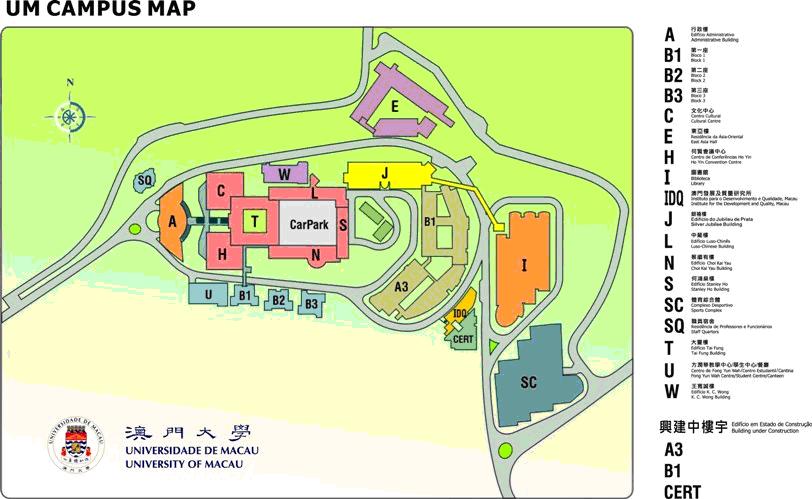 UM CAMPUS MAP
N
E
SQ
W
J
L
C
A
T
CarPark
S
B1
H
N
I
A3
U
B1
B2
B3
IDQ
CERT
SC
澳門大學
UNIVERSIDADE DE MACAU
UNIVERSITY OF MACAU
UNIVERSIDADE DE MACAU
澳門大學
A
行政樓
Edifício Administrativo
Administrative Building
B1
第一座
Bloco 1
Block 1
B2
第二座
Bloco 2
Block 2
B3
第三座
Bloco 3
Block 3
C
文化中心
Centro Cultural
Cultural Centre
E
東亞樓
Residência da Ásia-Oriental
East Asia Hall
H
何賢會議中心
Centro de Conferências Ho Yin
Ho Yin Convention Centre
I
圖書館
Biblioteca
Library
IDQ
澳門發展及質量研究所
Instituto para o Desenvolvimento e Qualidade, Macau
Institute for the Development and Quality, Macau
J
銀禧樓
Edifício do Jubileu de Prata
Silver Jubilee Building
L
中葡樓
Edifício Luso-Chinês
Luso-Chinese Building
N
蔡繼有樓
Edifício Choi Kai Yau
Choi Kai Yau Building
S
何鴻燊樓
Edifício Stanley Ho
Stanley Ho Building
SC
體育綜合體
Complexo Desportivo
Sports Complex
SQ
職員宿舍
Residência de Professores e Funcionários
Staff Quarters
T
大豐樓
Edifício Tai Fung
Tai Fung Building
U
方潤華教學中心/學生中心/餐廳
Centro de Fong Yun Wah/Centro Estudantil/Cantina
Fong Yun Wah Centre/Student Centre/Canteen
W
王寬誠樓
Edifício K. C. Wong
K. C. Wong Building
興建中樓宇
Edifício em Estado de Construção
Building under Construction
A3
B1
CERT